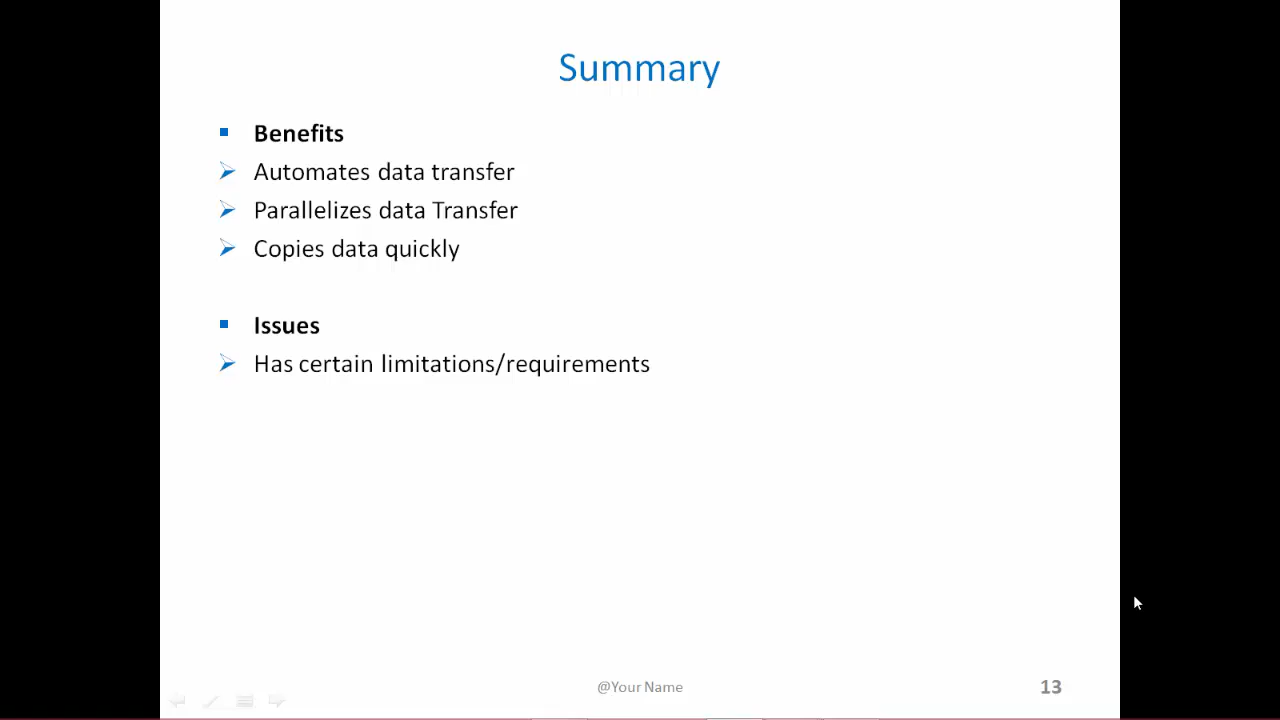 Summary
Benefits
Automates data transfer
Parallelizes data Transfer
Copies data quickly
Issues
Has certain limitations/requirements
@Your Name
13